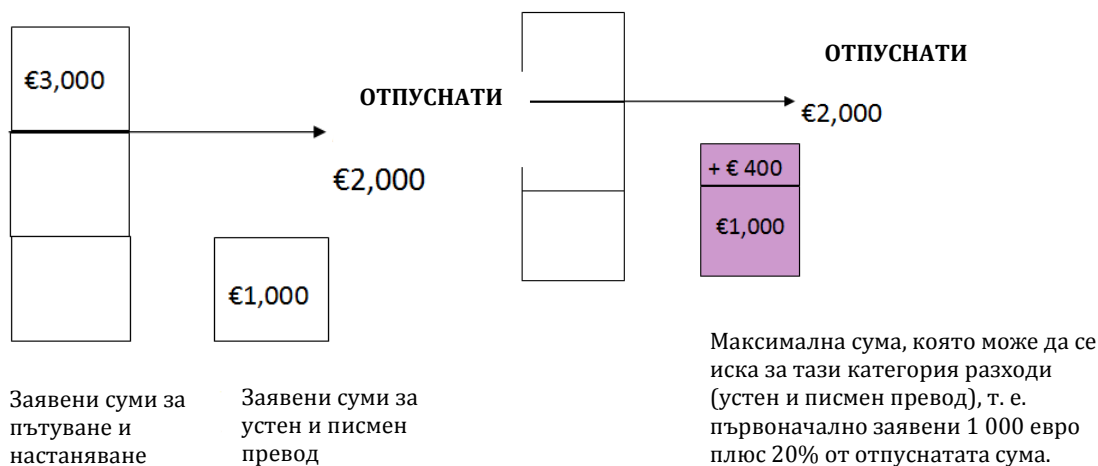 €3,000
ОТПУСНАТИ
€2,000
€1,000
Заявени суми за
пътуване и
настаняване
Заявени суми за
устен и писмен
превод
ОТПУСНАТИ
€2,000
+ € 400
€1,000
Максимална сума, която може да се
иска за тази категория разходи
(устен и писмен превод), т. е.
първоначално заявени 1 000 евро
плюс 20% от отпуснатата сума.